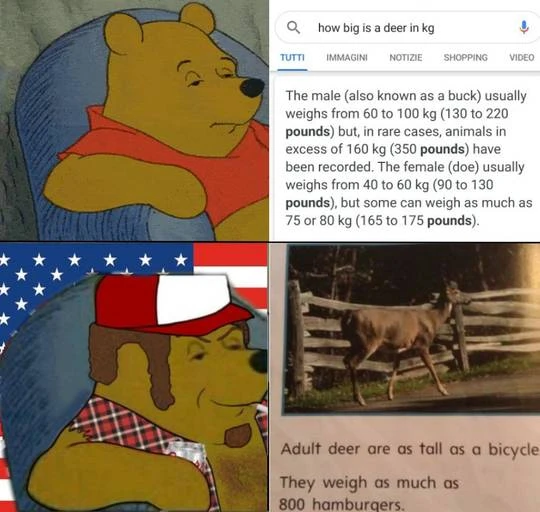 how big is a deer in kg
TUTTI IMMAGINI NOTIZIE SHOPPING VIDEO
The male (also known as a buck) usually
weighs from 60 to 100 kg (130 to 220
pounds) but, in rare cases, animals in
excess of 160 kg (350 pounds) have
been recorded. The female (doe) usually
weighs from 40 to 60 kg (90 to 130
pounds), but some can weigh as much as
75 or 80 kg (165 to 175 pounds).
Adult deer are as tall as a bicycle
They weigh as much as
800 hamburgers.